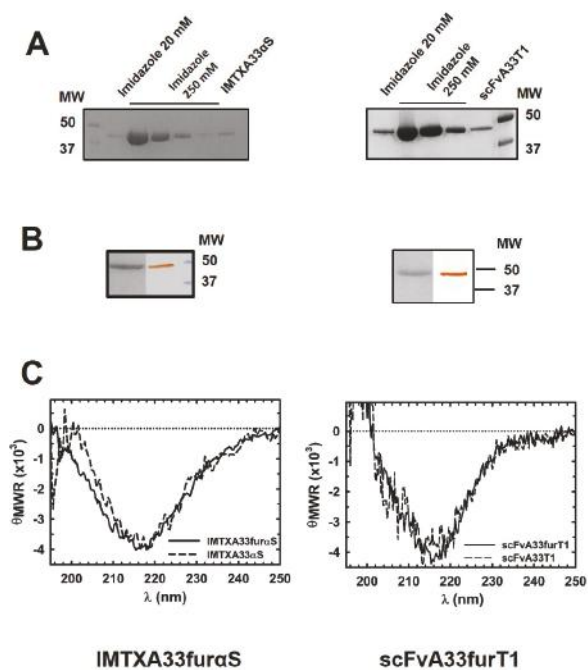 A
MW
Imidazole 20 mM
Imidazole 250 mM
IMTXA33αS
50
37
Imidazole 20 mM
Imidazole 250 mM
scFvA33T1
MW
50
37
B
MW
50
37
MW
50
37
C
θMWR (x10³)
0
-1
-2
-3
-4
200 210 220 230 240 250
λ (nm)
IMTXA33furαS
IMTXA33αS
θMWR (x10³)
0
-1
-2
-3
-4
200 210 220 230 240 250
λ (nm)
scFvA33furT1
scFvA33T1
IMTXA33furαS
scFvA33furT1